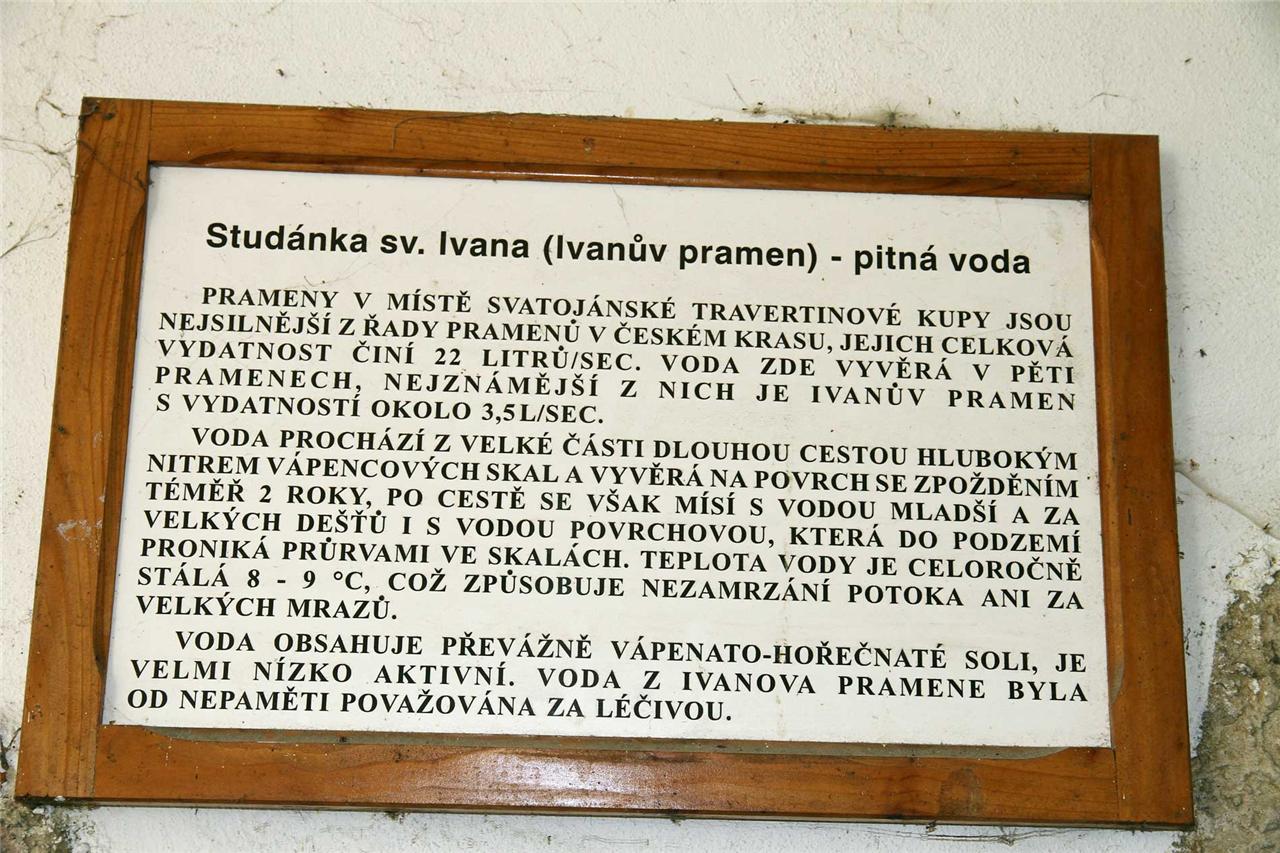 Studánka sv. Ivana (Ivanův pramen) - pitná voda
PRAMENY V MÍSTĚ SVATOJÁNSKÉ TRAVERTINOVÉ KUPY JSOU
NEJSILNĚJŠÍ Z ŘADY PRAMENŮ V ČESKÉM KRASU, JEJICH CELKOVÁ
VYDATNOST ČINÍ 22 LITRŮ/SEC. VODA ZDE VYVĚRÁ V PĚTI
PRAMENECH, NEJZNÁMĚJŠÍ Z NICH JE IVANŮV PRAMEN
S VYDATNOSTÍ OKOLO 3,5L/SEC.
VODA PROCHÁZÍ Z VELKÉ ČÁSTI DLOUHOU CESTOU HLUBOKÝM
NITREM VÁPENCOVÝCH SKAL A VYVĚRÁ NA POVRCH SE ZPOŽDĚNÍM
TÉMĚŘ 2 ROKY, PO CESTĚ SE VŠAK MÍSÍ S VODOU MLADŠÍ A ZA
VELKÝCH DEŠŤŮ I S VODOU POVRCHOVOU, KTERÁ DO PODZEMÍ
PRONIKÁ PRŮRVAMI VE SKALÁCH. TEPLOTA VODY JE CELOROČNĚ
STÁLÁ 8 - 9 °C, COŽ ZPŮSOBUJE NEZAMRZÁNÍ POTOKA ANI ZA
VELKÝCH MRAZŮ.
VODA OBSAHUJE PŘEVÁŽNĚ VÁPENATO-HOŘEČNATÉ SOLI, JE
VELMI NÍZKO AKTIVNÍ. VODA Z IVANOVA PRAMENE BYLA
OD NEPAMĚTI POVAŽOVÁNA ZA LÉČIVOU.